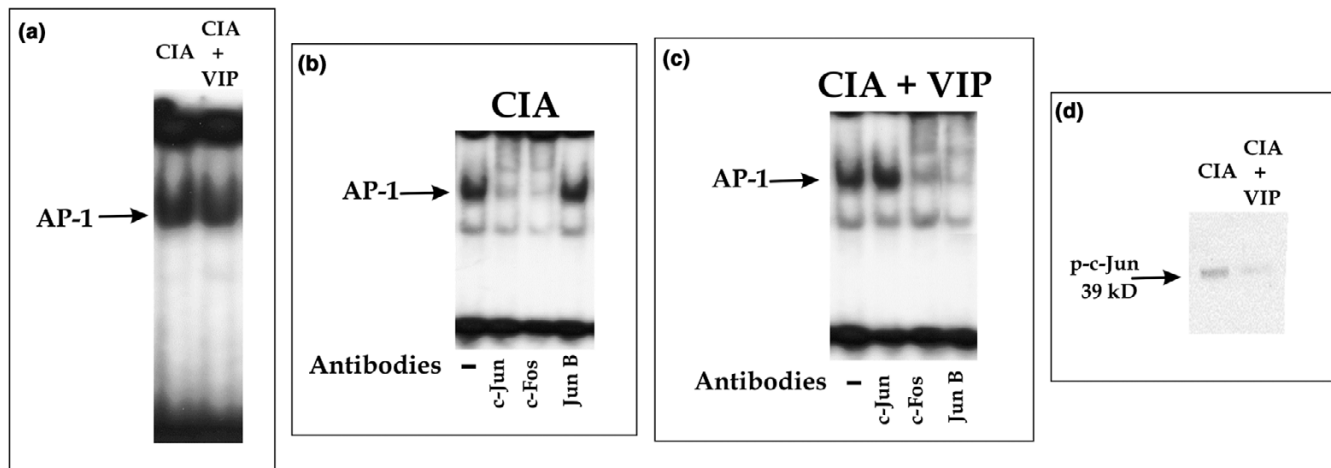 (a)
CIA
CIA
+
VIP
AP-1
(b)
CIA
AP-1
Antibodies
–
c-Jun
c-Fos
Jun B
(c)
CIA + VIP
AP-1
Antibodies
–
c-Jun
c-Fos
Jun B
(d)
CIA
CIA
+
VIP
p-c-Jun
39 kD